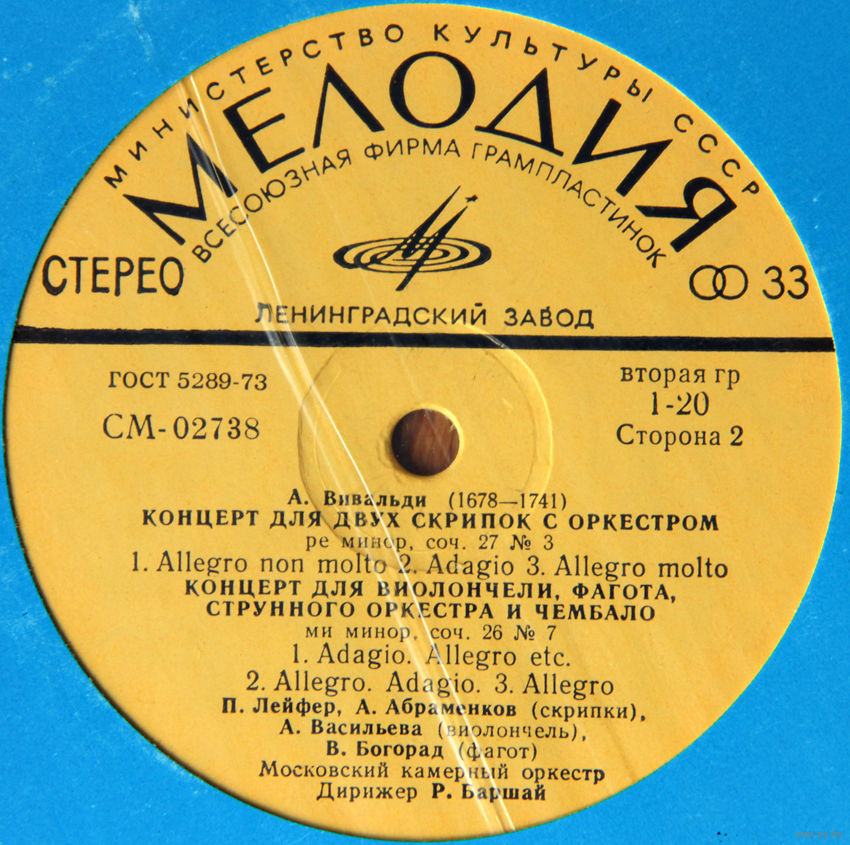 МИНИСТЕРСТВО КУЛЬТУРЫ СССР
МЕЛОДИЯ
ВСЕСОЮЗНАЯ ФИРМА ГРАМПЛАСТИНОК
СТЕРЕО
33
ЛЕНИНГРАДСКИЙ ЗАВОД
ГОСТ 5289-73
СМ-02738
вторая гр
1-20
Сторона 2
А. Вивальди (1678—1741)
КОНЦЕРТ ДЛЯ ДВУХ СКРИПОК С ОРКЕСТРОМ
ре минор, соч. 27 № 3
1. Allegro non molto 2. Adagio 3. Allegro molto
КОНЦЕРТ ДЛЯ ВИОЛОНЧЕЛИ, ФАГОТА,
СТРУННОГО ОРКЕСТРА И ЧЕМБАЛО
ми минор, соч. 26 № 7
1. Adagio. Allegro etc.
2. Allegro. Adagio. 3. Allegro
П. Лейфер, А. Абраменков (скрипки),
А. Васильева (виолончель),
В. Богорад (фагот)
Московский камерный оркестр
Дирижер Р. Баршай